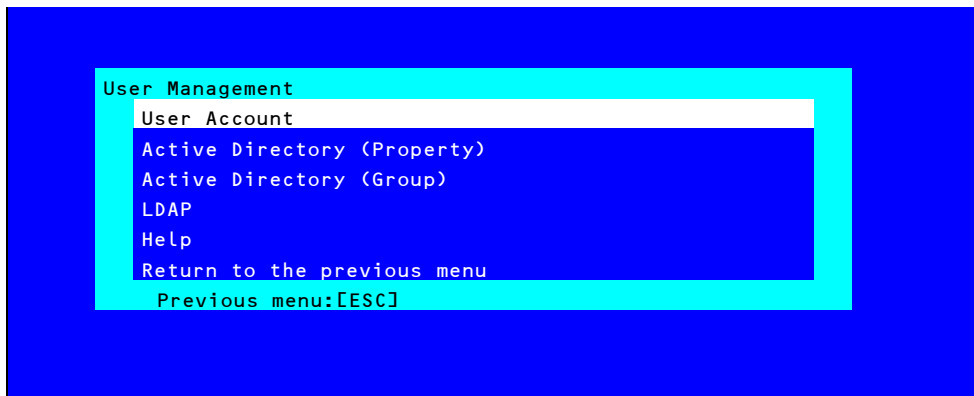 User Management
User Account
Active Directory (Property)
Active Directory (Group)
LDAP
Help
Return to the previous menu
Previous menu:[ESC]